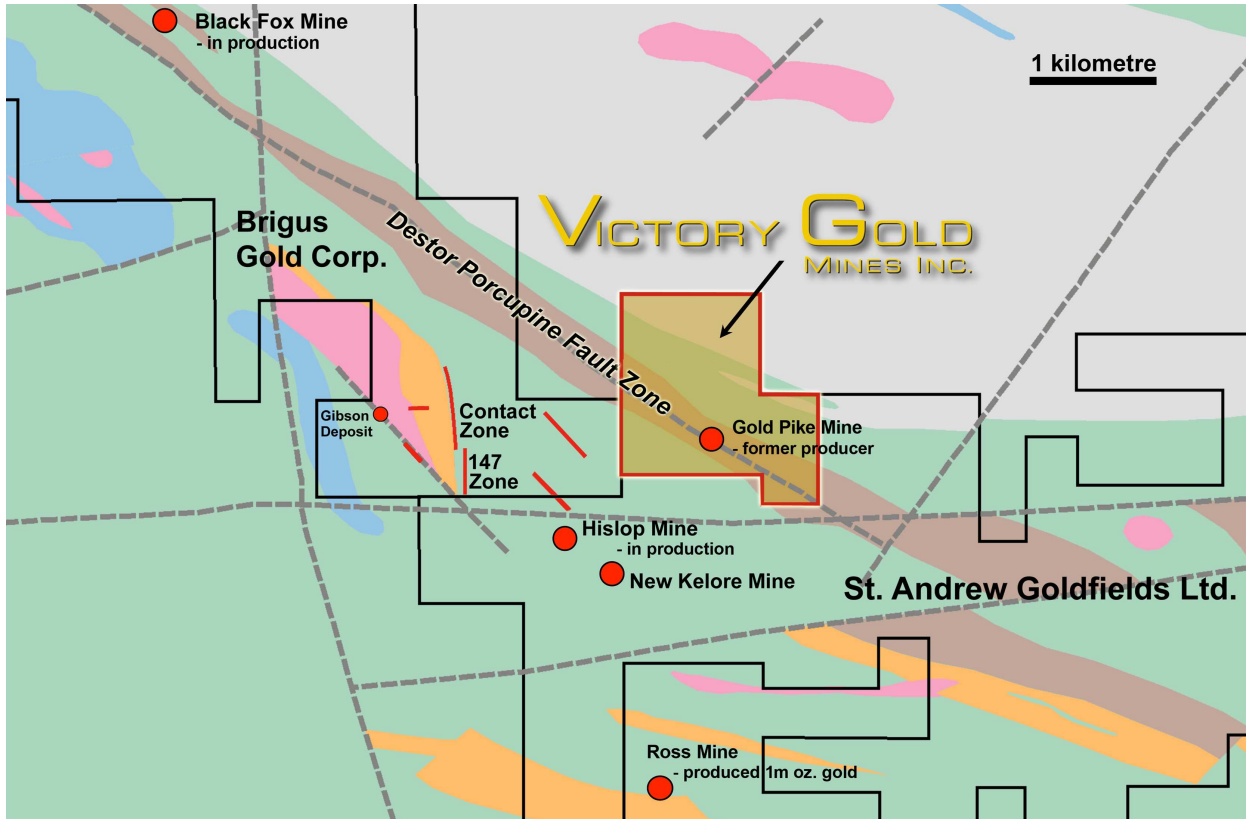 Black Fox Mine
- in production
1 kilometre
VICTORY GOLD
MINES INC.
Brigus
Gold Corp.
Destor Porcupine Fault Zone
Gibson
Deposit
Contact
Zone
147
Zone
Gold Pike Mine
- former producer
Hislop Mine
- in production
New Kelore Mine
St. Andrew Goldfields Ltd.
Ross Mine
- produced 1m oz. gold